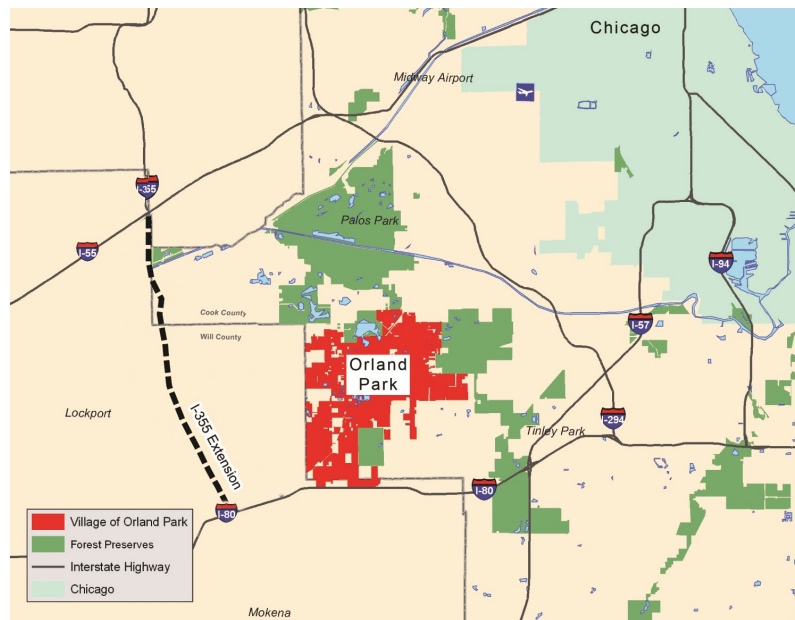 Chicago
Midway Airport
I-355
Palos Park
I-55
I-94
Cook County
I-57
Will County
Orland
Park
Lockport
I-355 Extension
I-294
Tinley Park
I-80
I-80
Village of Orland Park
Forest Preserves
Interstate Highway
Chicago
Mokena